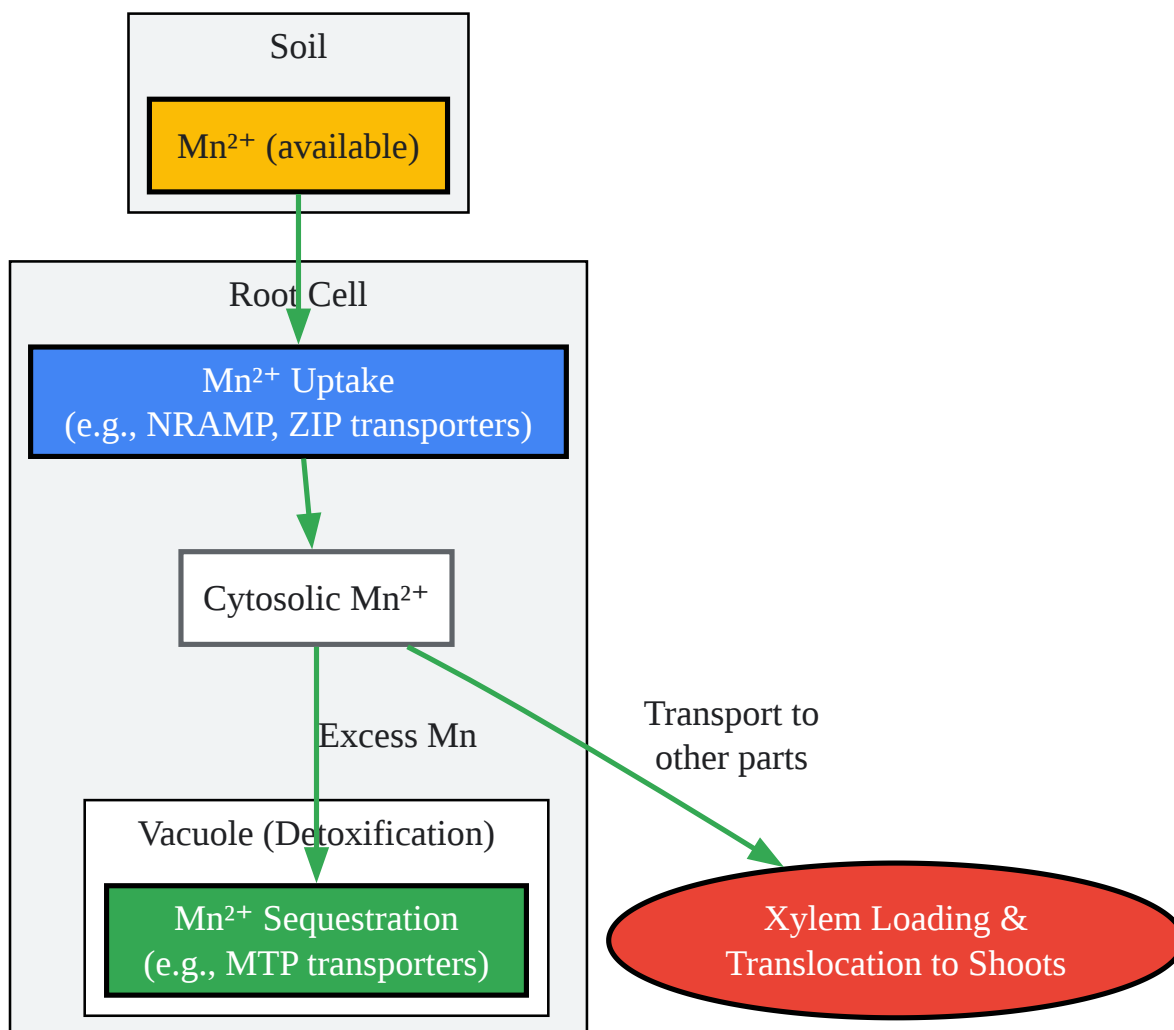 Soil
Mn²⁺ (available)
Root Cell
Mn²⁺ Uptake
(e.g., NRAMP, ZIP transporters)
Cytosolic Mn²⁺
Excess Mn
Transport to
other parts
Vacuole (Detoxification)
Mn²⁺ Sequestration
(e.g., MTP transporters)
Xylem Loading &
Translocation to Shoots